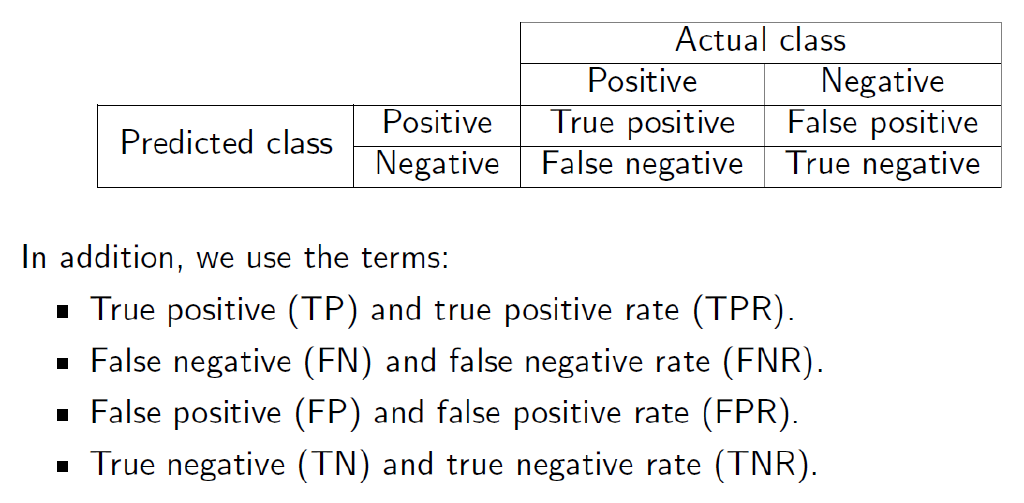 Actual class
Positive Negative
Predicted class Positive True positive False positive
Negative False negative True negative
In addition, we use the terms:
▪ True positive (TP) and true positive rate (TPR).
▪ False negative (FN) and false negative rate (FNR).
▪ False positive (FP) and false positive rate (FPR).
▪ True negative (TN) and true negative rate (TNR).